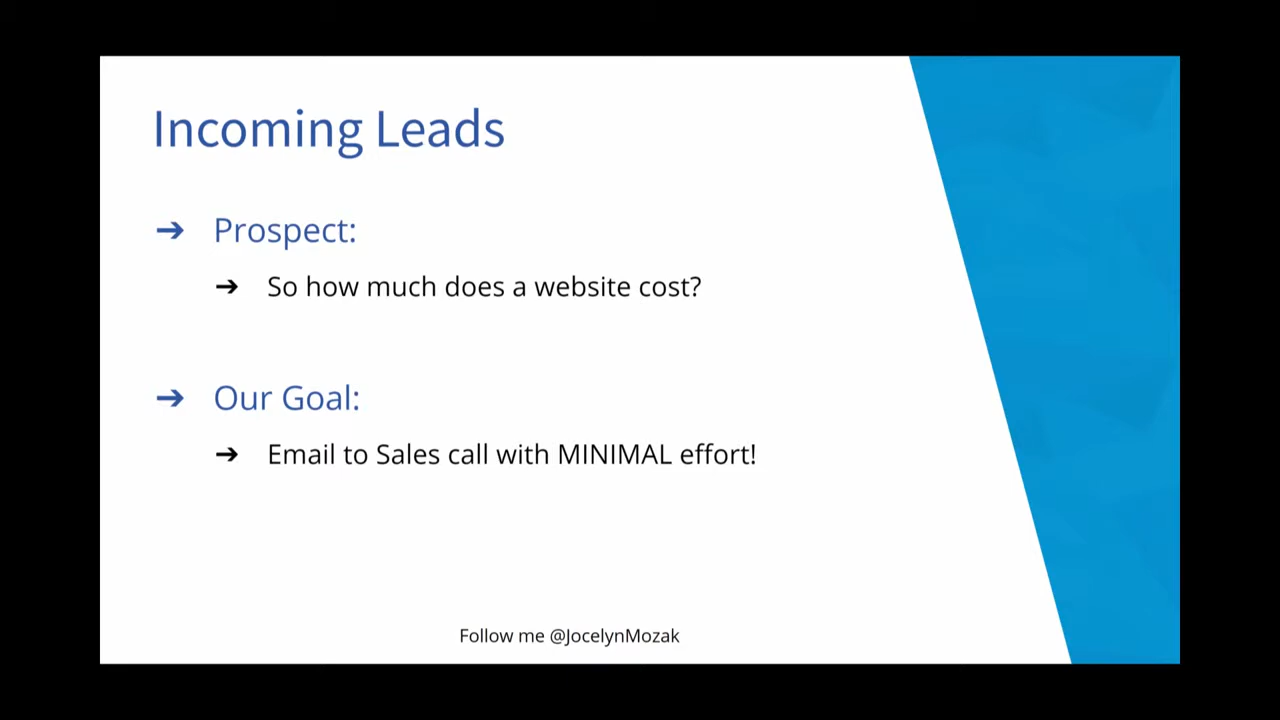 Incoming Leads
➔ Prospect:
➔ So how much does a website cost?
➔ Our Goal:
➔ Email to Sales call with MINIMAL effort!
Follow me @JocelynMozak